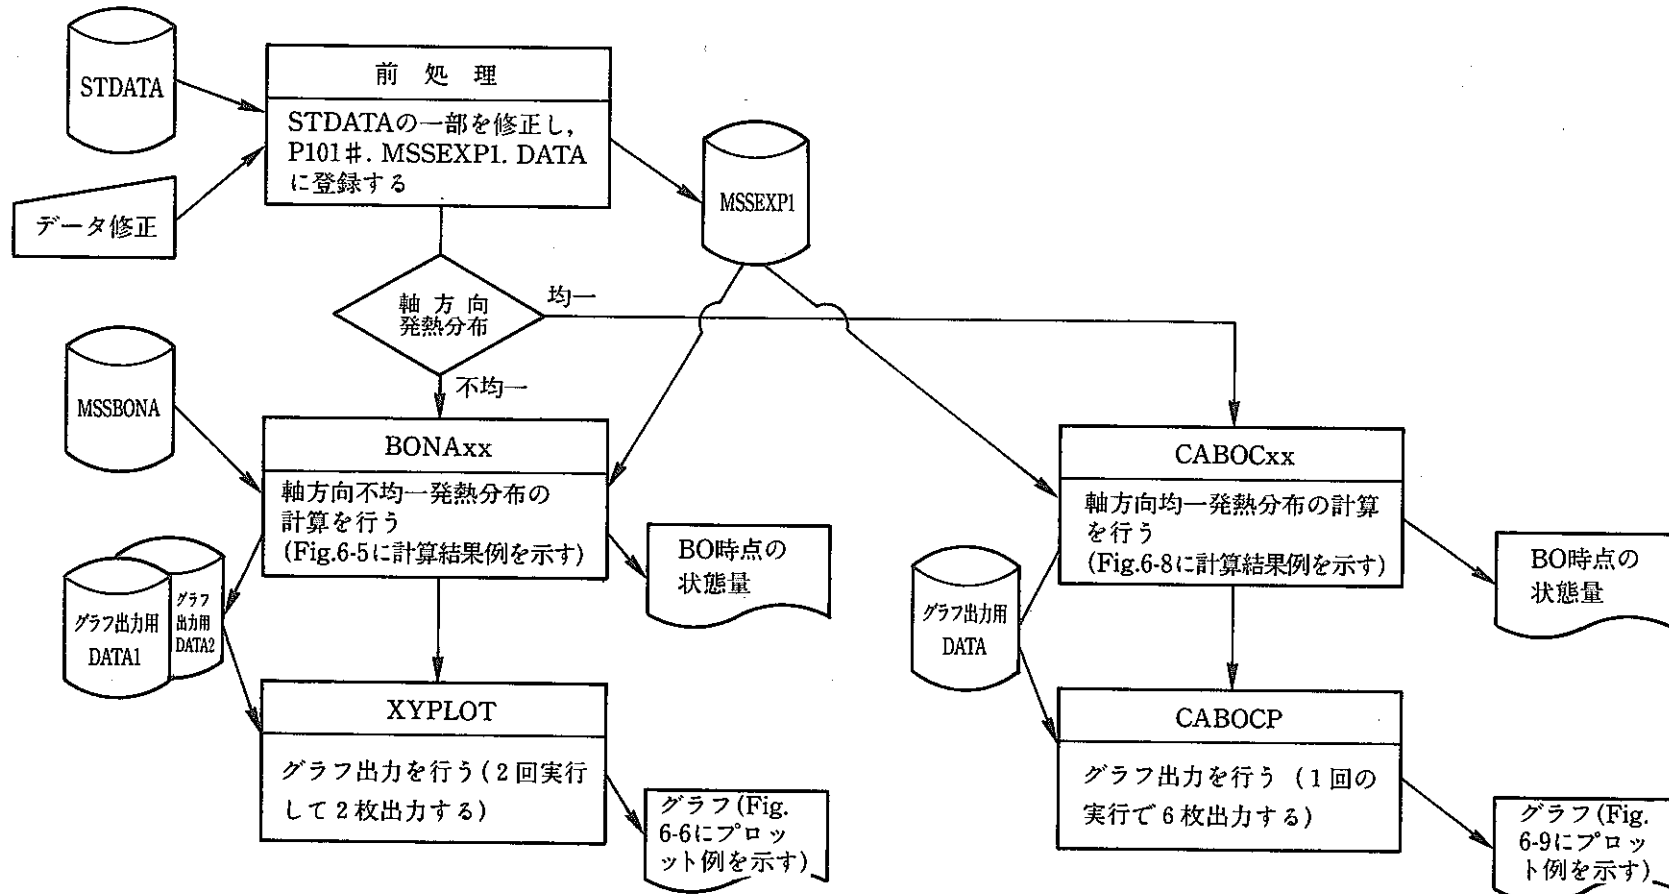 STDATA
前 処 理
STDATAの一部を修正し,
P101#. MSSEXP1. DATA
に登録する
データ修正
MSSEXP1
軸 方 向
発熱分布
均一
不均一
MSSBONA
BONAxx
軸方向不均一発熱分布の
計算を行う
(Fig.6-5に計算結果例を示す)
CABOCxx
軸方向均一発熱分布の計算
を行う
(Fig.6-8に計算結果例を示す)
BO時点の
状態量
BO時点の
状態量
グラフ出力用
DATA1
グラフ
出力用
DATA2
グラフ出力用
DATA
XYPLOT
グラフ出力を行う(2回実行
して2枚出力する)
CABOCP
グラフ出力を行う (1回の
実行で6枚出力する)
グラフ(Fig.
6-6にプロ
ット例を示す)
グラフ(Fig.
6-9にプロッ
ト例を示す)